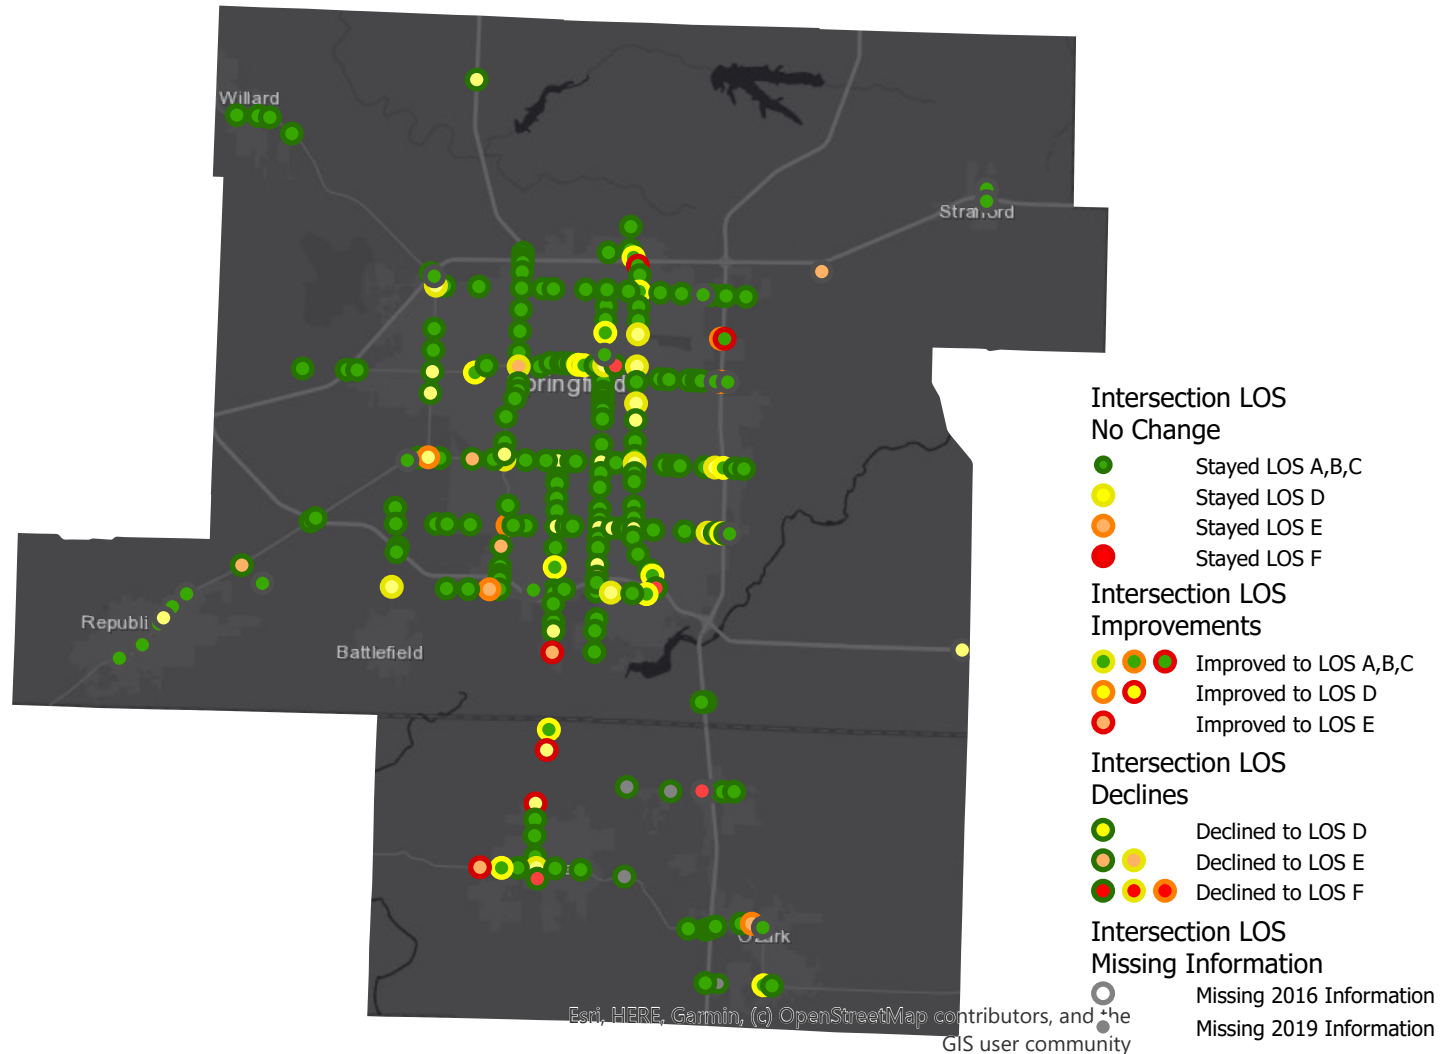 Willard
Strafford
Springfield
Republi
Battlefield
Ozark
Intersection LOS
No Change
Stayed LOS A,B,C
Stayed LOS D
Stayed LOS E
Stayed LOS F
Intersection LOS
Improvements
Improved to LOS A,B,C
Improved to LOS D
Improved to LOS E
Intersection LOS
Declines
Declined to LOS D
Declined to LOS E
Declined to LOS F
Intersection LOS
Missing Information
Missing 2016 Information
Missing 2019 Information
Esri, HERE, Garmin, (c) OpenStreetMap contributors, and the
GIS user community